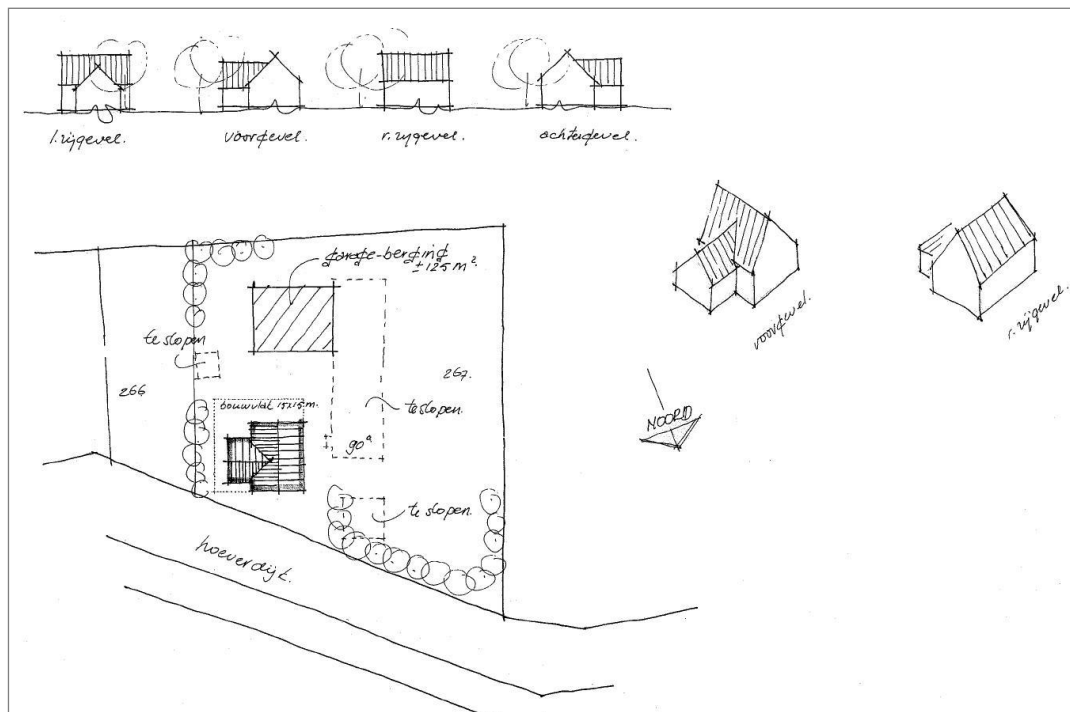 l. zijgevel.
voorgevel.
r. zijgevel.
achtergevel.
garage-berging
± 125 m².
te slopen
266
267.
bouwvlak 15x15 m.
te slopen.
90ª
te slopen.
hoeverdijk.
NOORD
voorgevel.
r. zijgevel.